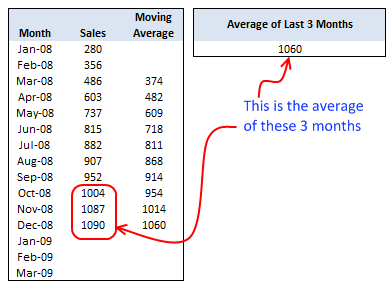 Month Sales Moving Average
Jan-08 280
Feb-08 356
Mar-08 486 374
Apr-08 603 482
May-08 737 609
Jun-08 815 718
Jul-08 882 811
Aug-08 907 868
Sep-08 952 914
Oct-08 1004 954
Nov-08 1087 1014
Dec-08 1090 1060
Jan-09
Feb-09
Mar-09
Average of Last 3 Months
1060
This is the average
of these 3 months